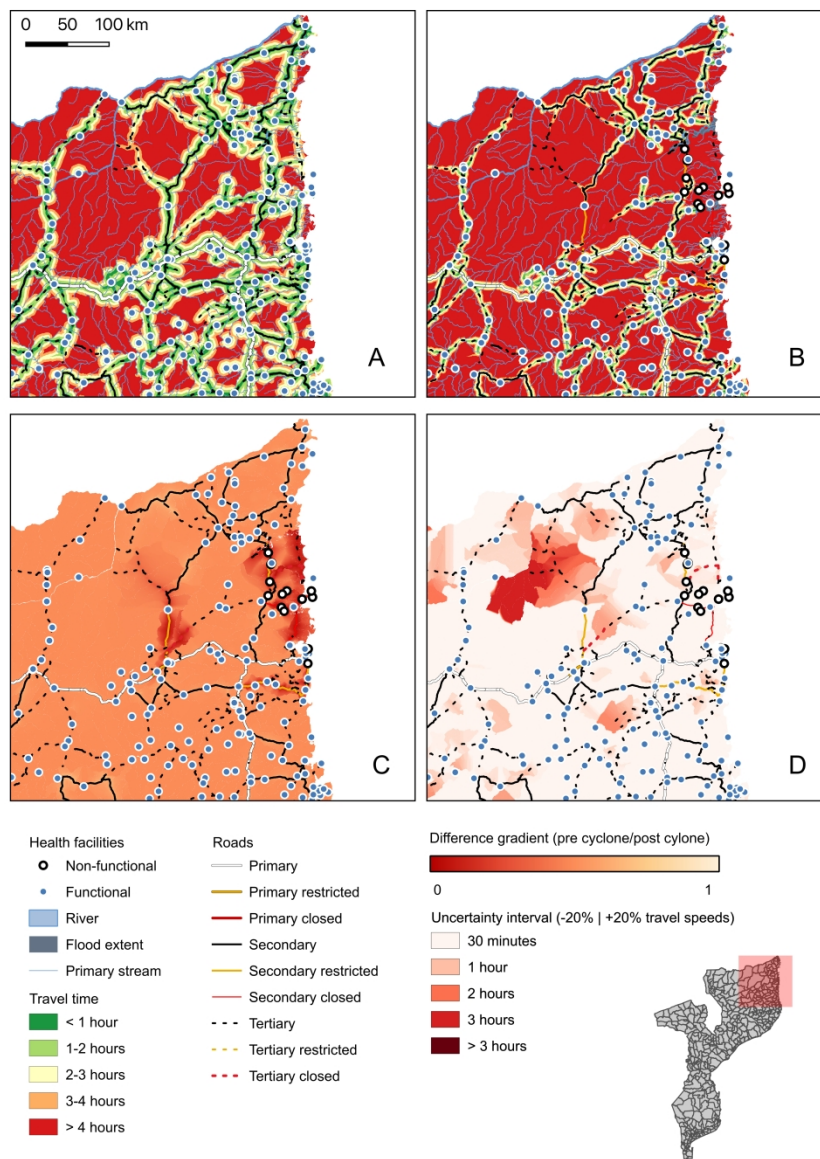 0 50 100 km
A
B
C
D
Health facilities
Non-functional
Functional
River
Flood extent
Primary stream
Travel time
< 1 hour
1-2 hours
2-3 hours
3-4 hours
> 4 hours
Roads
Primary
Primary restricted
Primary closed
Secondary
Secondary restricted
Secondary closed
Tertiary
Tertiary restricted
Tertiary closed
Difference gradient (pre cyclone/post cylone)
0 1
Uncertainty interval (-20% | +20% travel speeds)
30 minutes
1 hour
2 hours
3 hours
> 3 hours